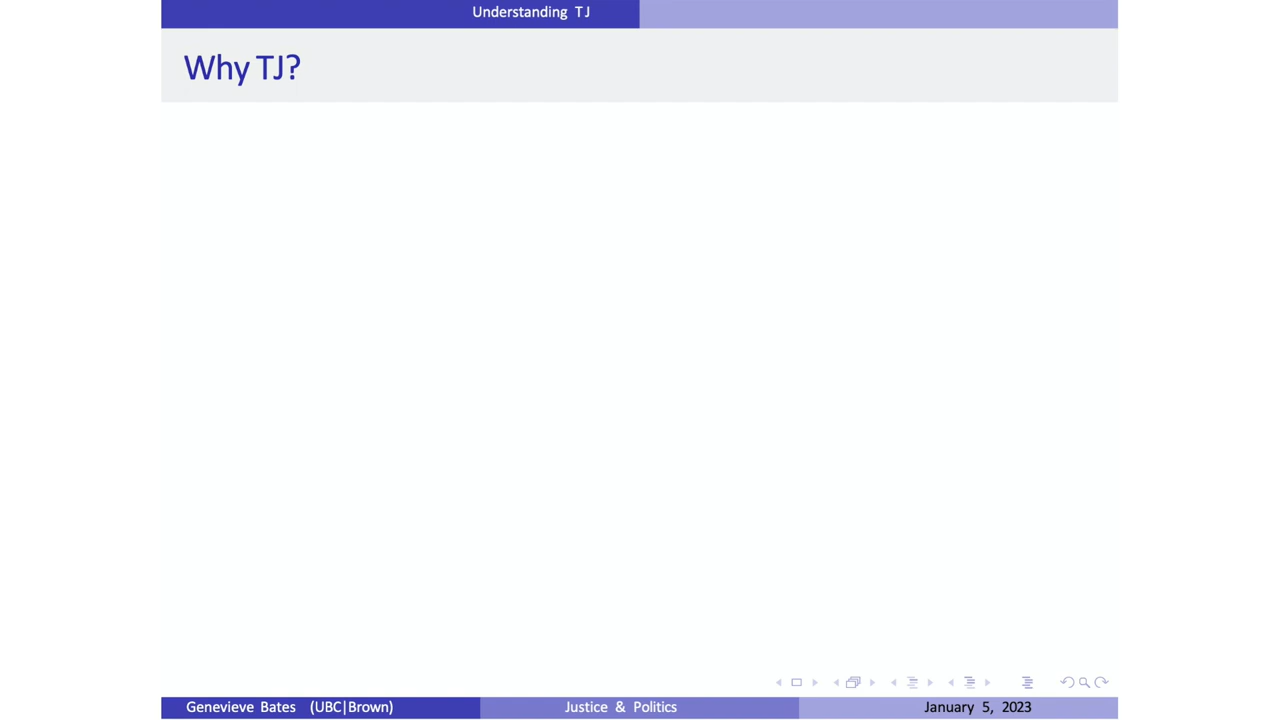 Understanding TJ
Why TJ?
Genevieve Bates (UBC|Brown)
Justice & Politics
January 5, 2023